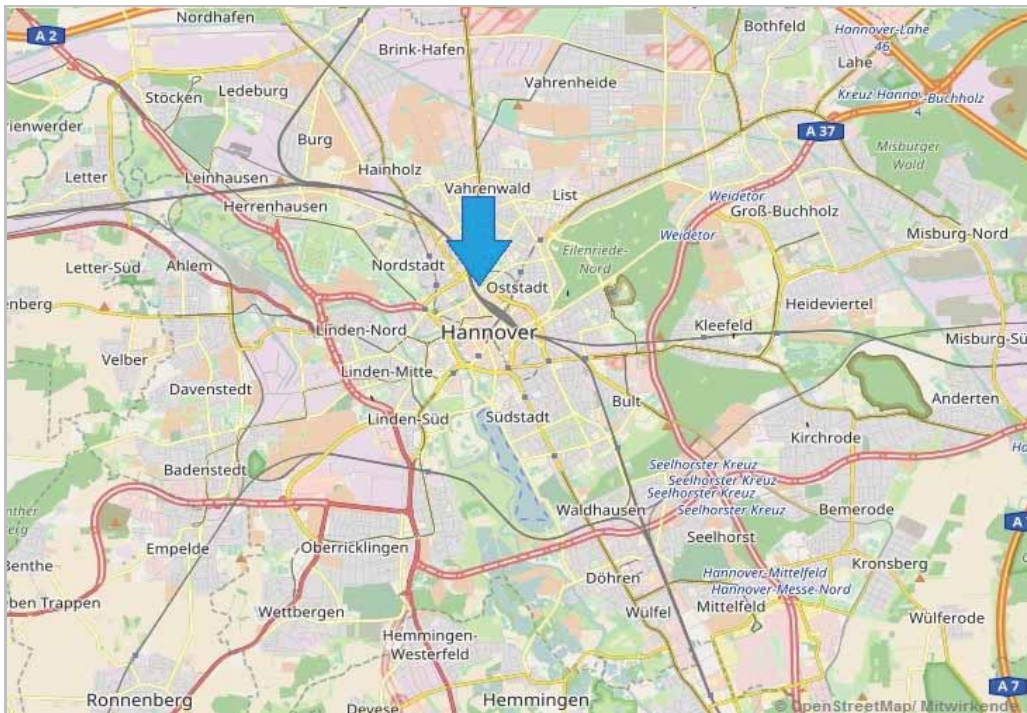 Nordhafen
Bothfeld
A 2
Brink-Hafen
Hannover-Lahe
46
Lahe
Vahrenheide
Stöcken
Ledeburg
Kreuz Hannov
-Buchholz
4
A 37
Burg
Misburger
Wald
Hainholz
Letter
Leinhausen
Vahrenwald
List
Weidetor
Herrenhausen
Groß-Buchholz
Weidetor
Misburg-Nord
Eilenriede-
Nord
Letter-Süd
Ahlem
Nordstadt
Oststadt
Heideviertel
Linden-Nord
Hannover
Kleefeld
Misburg-Sü
Velber
Linden-Mitte
Davenstedt
Bult
Anderten
Linden-Süd
Südstadt
Kirchrode
Badenstedt
Seelhorster Kreuz
Seelhorster Kreuz
Seelhorster Kreuz
Seelhorster Kreuz
Waldhausen
Bemerode
Seelhorst
Empelde
Oberricklingen
Benthe
Kronsberg
Döhren
Hannover-Mittelfeld
Hannover-Messe-Nord
ben Trappen
Wettbergen
Wülfel
Mittelfeld
Wülferode
Hemmingen-
Westerfeld
A 7
Ronnenberg
Hemmingen
Devese
© OpenStreetMap/ Mitwirkende